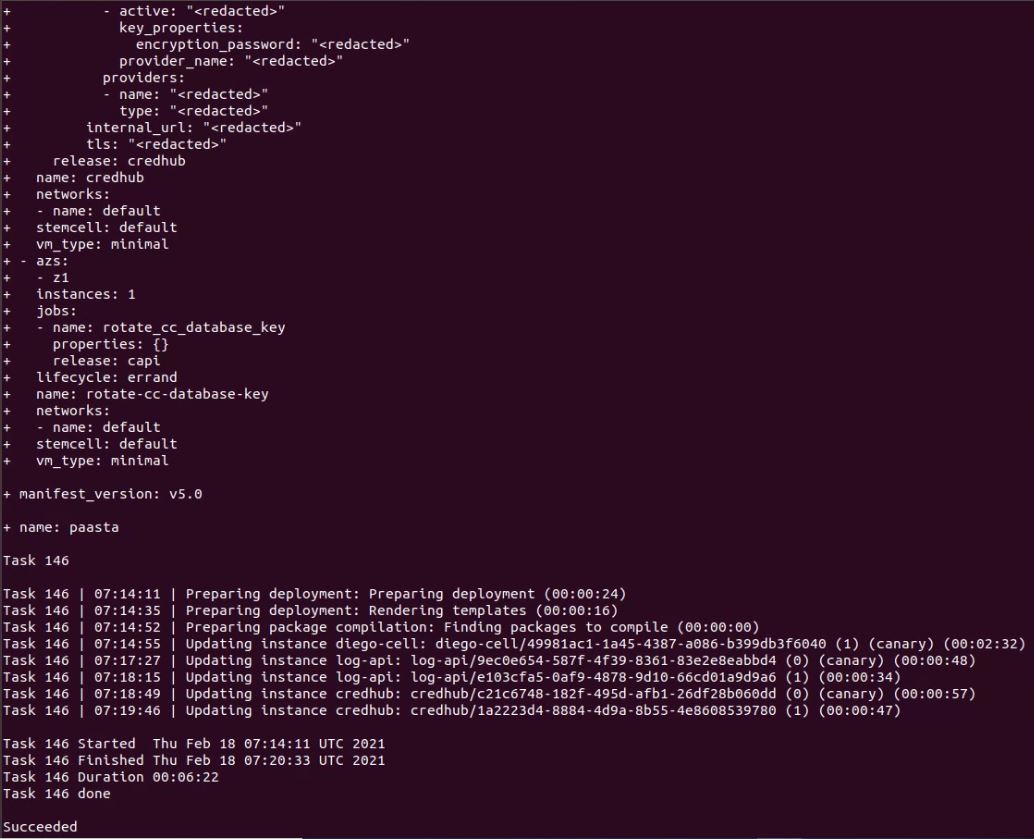 +           - active: "<redacted>"
+             key_properties:
+               encryption_password: "<redacted>"
+             provider_name: "<redacted>"
+           providers:
+           - name: "<redacted>"
+             type: "<redacted>"
+         internal_url: "<redacted>"
+         tls: "<redacted>"
+     release: credhub
+   name: credhub
+   networks:
+   - name: default
+   stemcell: default
+   vm_type: minimal
+ - azs:
+   - z1
+   instances: 1
+   jobs:
+   - name: rotate_cc_database_key
+     properties: {}
+     release: capi
+   lifecycle: errand
+   name: rotate-cc-database-key
+   networks:
+   - name: default
+   stemcell: default
+   vm_type: minimal
+ manifest_version: v5.0
+ name: paasta
Task 146
Task 146 | 07:14:11 | Preparing deployment: Preparing deployment (00:00:24)
Task 146 | 07:14:35 | Preparing deployment: Rendering templates (00:00:16)
Task 146 | 07:14:52 | Preparing package compilation: Finding packages to compile (00:00:00)
Task 146 | 07:14:55 | Updating instance diego-cell: diego-cell/49981ac1-1a45-4387-a086-b399db3f6040 (1) (canary) (00:02:32)
Task 146 | 07:17:27 | Updating instance log-api: log-api/9ec0e654-587f-4f39-8361-83e2e8eabbd4 (0) (canary) (00:00:48)
Task 146 | 07:18:15 | Updating instance log-api: log-api/e103cfa5-0af9-4878-9d10-66cd01a9d9a6 (1) (00:00:34)
Task 146 | 07:18:49 | Updating instance credhub: credhub/c21c6748-182f-495d-afb1-26df28b060dd (0) (canary) (00:00:57)
Task 146 | 07:19:46 | Updating instance credhub: credhub/1a2223d4-8884-4d9a-8b55-4e8608539780 (1) (00:00:47)
Task 146 Started  Thu Feb 18 07:14:11 UTC 2021
Task 146 Finished Thu Feb 18 07:20:33 UTC 2021
Task 146 Duration 00:06:22
Task 146 done
Succeeded